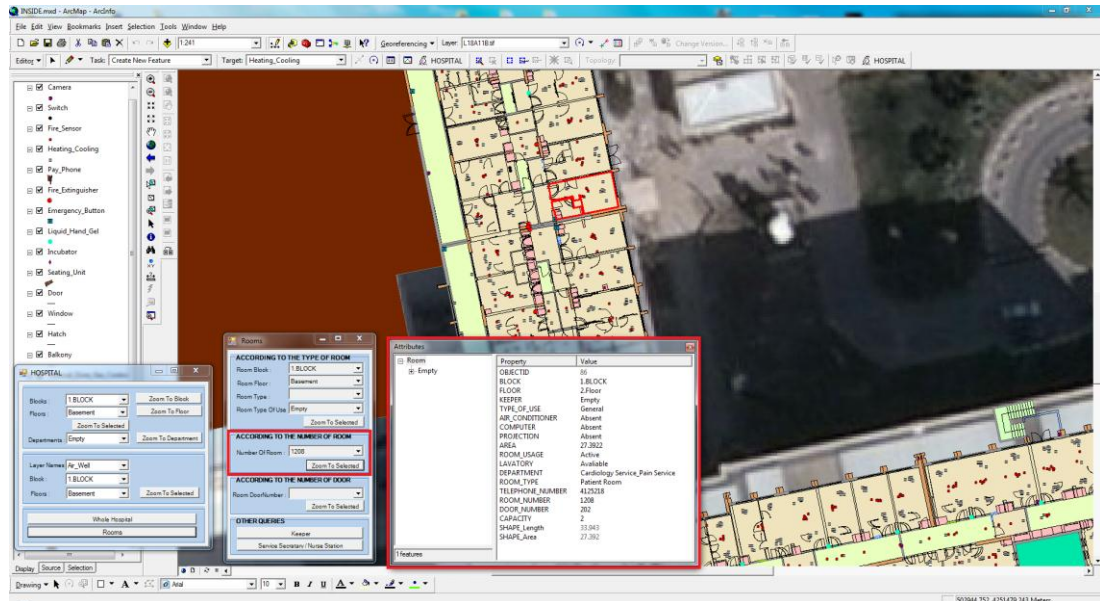 INSIDE.mxd - ArcMap - ArcInfo
File Edit View Bookmarks Insert Selection Tools Window Help
1:241 Georeferencing Layer: Change Version...
Editor Task: Create New Feature Target: Heating_Cooling HOSPITAL Topology: HOSPITAL
Camera
Switch
Fire_Sensor
Heating_Cooling
Pay_Phone
Fire_Extinguisher
Emergency_Button
Liquid_Hand_Gel
Incubator
Seating_Unit
Door
Window
Hatch
Balkony
HOSPITAL
Blocks : 1.BLOCK Zoom To Block
Floors : Basement Zoom To Floor
Zoom To Selected
Departments : Empty Zoom To Department
Layer Names : Air_Well
Block : 1.BLOCK
Floors : Basement Zoom To Selected
Whole Hospital
Rooms
Rooms
ACCORDING TO THE TYPE OF ROOM
Room Block : 1.BLOCK
Room Floor : Basement
Room Type :
Room Type Of Use : Empty
Zoom To Selected
ACCORDING TO THE NUMBER OF ROOM
Number Of Room : 1208
Zoom To Selected
ACCORDING TO THE NUMBER OF DOOR
Room DoorNumber :
Zoom To Selected
OTHER QUERIES
Keeper
Service Secretary / Nurse Station
Attributes
Room
Empty
Property Value
OBJECTID 86
BLOCK 1.BLOCK
FLOOR 2.Floor
KEEPER Empty
TYPE_OF_USE General
AIR_CONDITIONER Absent
COMPUTER Absent
PROJECTION Absent
AREA 27.3922
ROOM_USAGE Active
LAVATORY Avaliable
DEPARTMENT Cardiology Service_Pain Service
ROOM_TYPE Patient Room
TELEPHONE_NUMBER 4125218
ROOM_NUMBER 1208
DOOR_NUMBER 202
CAPACITY 2
SHAPE_Length 33.943
SHAPE_Area 27.392
1 features
Display Source Selection
Drawing Arial 10 B I U A